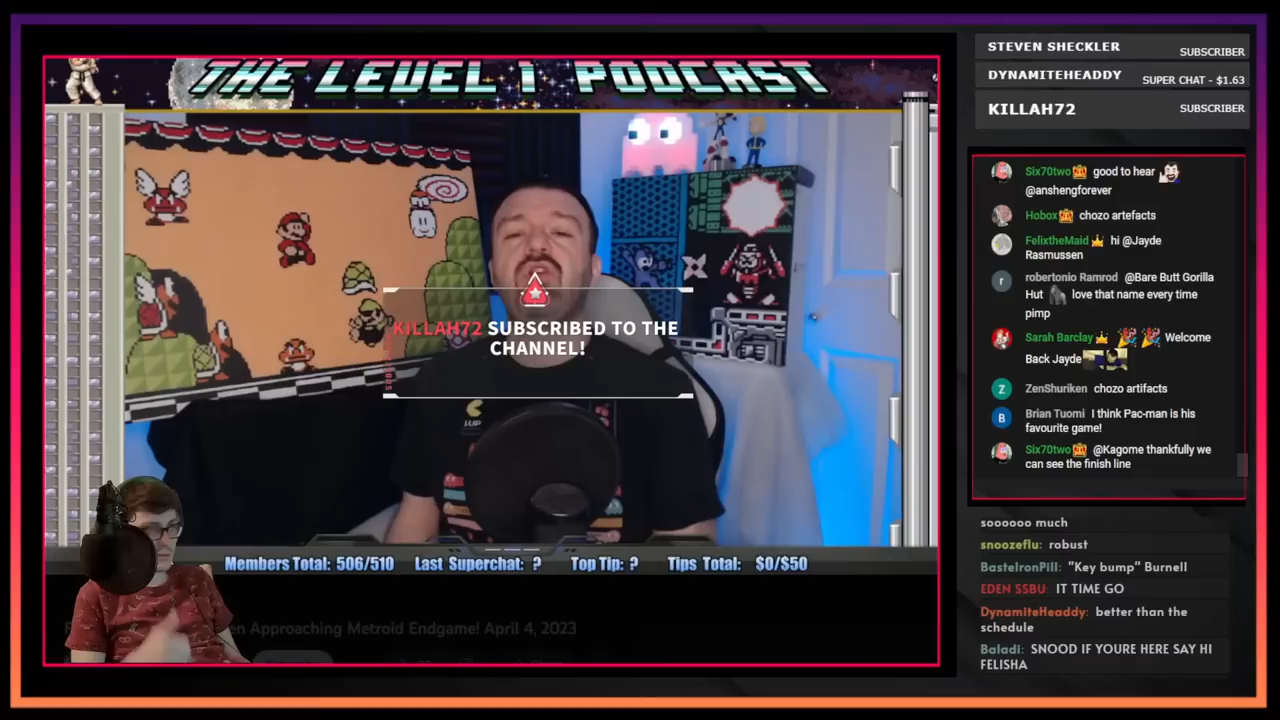 THE LEVEL 1 PODCAST
1UP
KILLAH72 SUBSCRIBED TO THE
CHANNEL!
Members Total: 506/510 Last Superchat: ? Top Tip: ? Tips Total: $0/$50
en Approaching Metroid Endgame! April 4, 2023
STEVEN SHECKLER SUBSCRIBER
DYNAMITEHEADDY SUPER CHAT - $1.63
KILLAH72 SUBSCRIBER
Six70two good to hear
@anshengforever
Hobox chozo artefacts
FelixtheMaid hi @Jayde
Rasmussen
r robertonio Ramrod @Bare Butt Gorilla
Hut love that name every time
pimp
Sarah Barclay Welcome
Back Jayde
Z ZenShuriken chozo artifacts
B Brian Tuomi I think Pac-man is his
favourite game!
Six70two @Kagome thankfully we
can see the finish line
soooooo much
snoozeflu: robust
BastelronPill: "Key bump" Burnell
EDEN SSBU: IT TIME GO
DynamiteHeaddy: better than the
schedule
Baladi: SNOOD IF YOURE HERE SAY HI
FELISHA